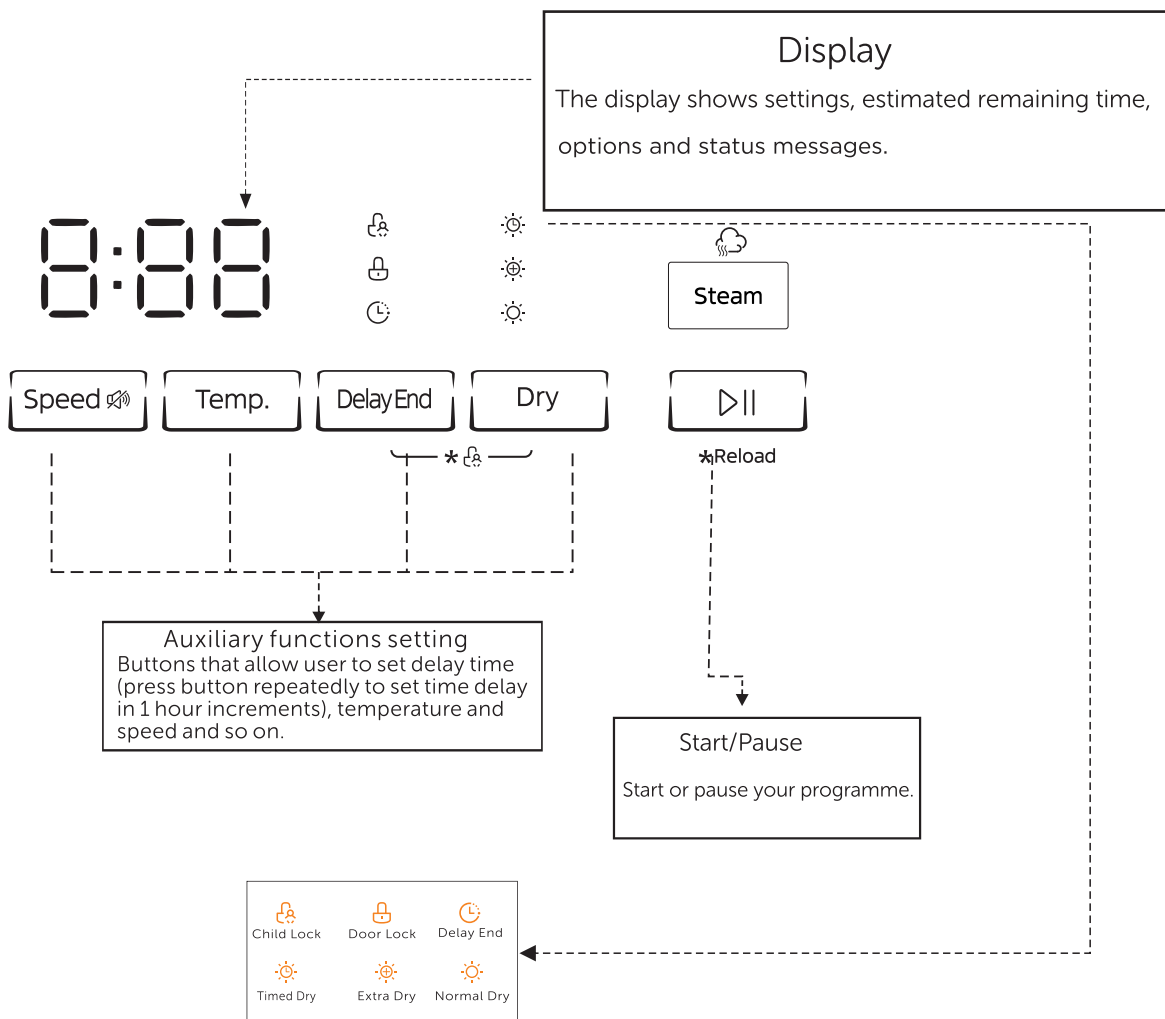 Display
The display shows settings, estimated remaining time,
options and status messages.
8:88
Steam
Speed
Temp.
Delay End
Dry
*
*Reload
Auxiliary functions setting
Buttons that allow user to set delay time
(press button repeatedly to set time delay
in 1 hour increments), temperature and
speed and so on.
Start/Pause
Start or pause your programme.
Child Lock
Door Lock
Delay End
Timed Dry
Extra Dry
Normal Dry